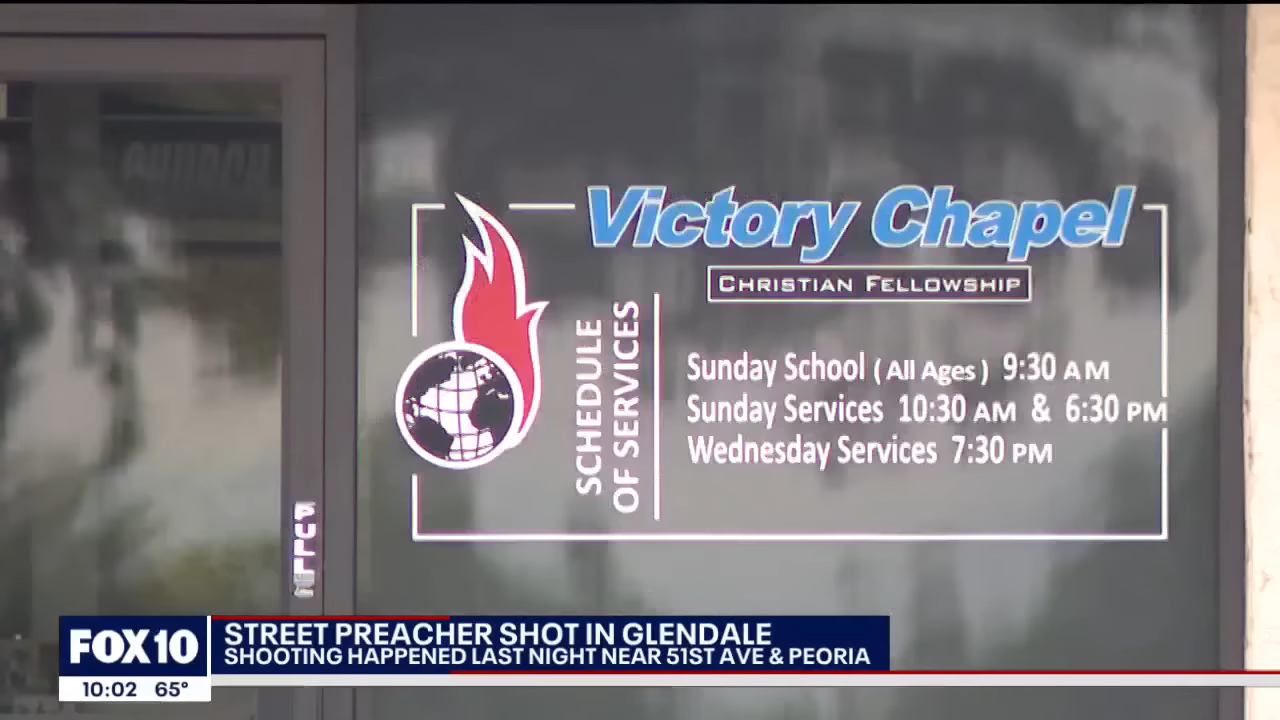 Victory Chapel
CHRISTIAN FELLOWSHIP
SCHEDULE
OF SERVICES
Sunday School ( All Ages ) 9:30 AM
Sunday Services 10:30 AM & 6:30 PM
Wednesday Services 7:30 PM
PULL
FOX 10
10:02 65°
STREET PREACHER SHOT IN GLENDALE
SHOOTING HAPPENED LAST NIGHT NEAR 51ST AVE & PEORIA